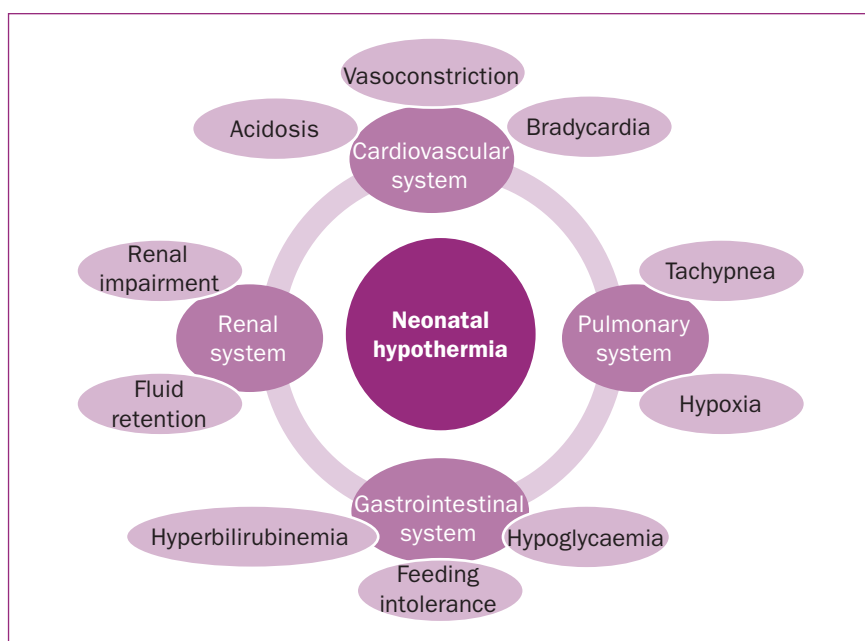 Vasoconstriction
Acidosis
Bradycardia
Cardiovascular
system
Renal
impairment
Tachypnea
Renal
system
Neonatal
hypothermia
Pulmonary
system
Fluid
retention
Hypoxia
Gastrointestinal
system
Hyperbilirubinemia
Hypoglycaemia
Feeding
intolerance